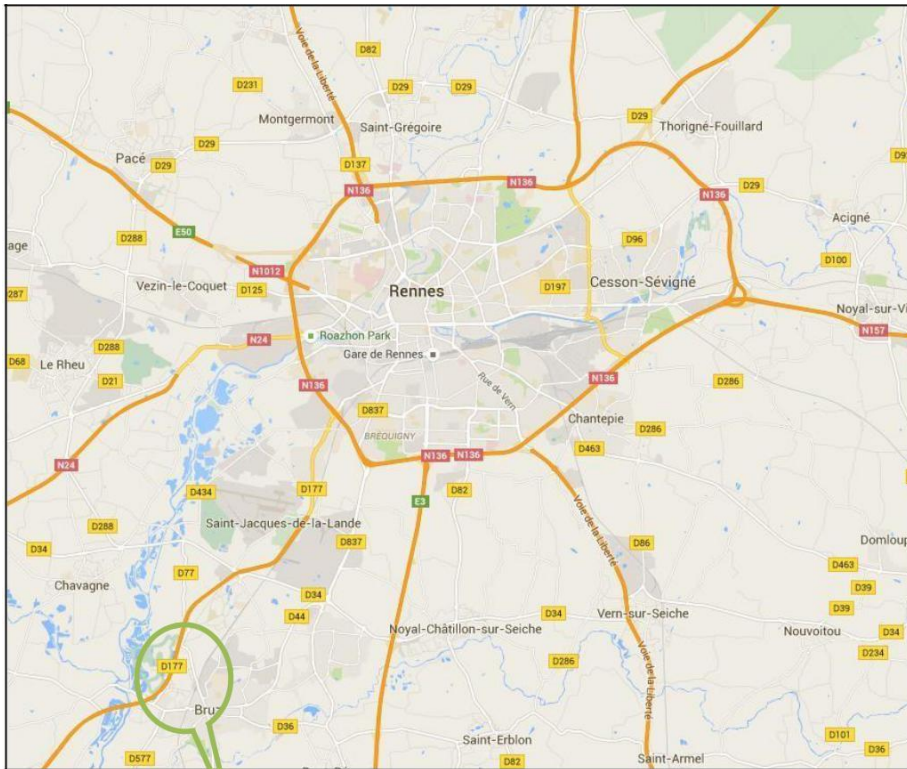 Voie de la Liberté
D82
D29
D29
D231
Montgermont
Saint-Grégoire
D29
Thorigné-Fouillard
D29
Pacé
D29
D137
N136
N136
N136
D29
Acigné
E50
D288
D96
D100
N1012
Vezin-le-Coquet
D125
Rennes
D197
Cesson-Sévigné
Roazhon Park
N24
Gare de Rennes
N157
D288
D68
Le Rheu
D21
N136
Rue de Vern
N136
D286
D837
BRÉQUIGNY
Chantepie
D286
D463
N136
N136
N24
D434
D177
D82
E3
Voie de la Liberté
Saint-Jacques-de-la-Lande
D288
D34
D837
D86
D77
Chavagne
D463
D39
D34
D44
D34
Vern-sur-Seiche
D39
Noyal-Châtillon-sur-Seiche
Nouvoitou
D34
D234
D177
D286
Voie de la Liberté
D36
D577
Saint-Erblon
D101
D36
D82
Saint-Armel